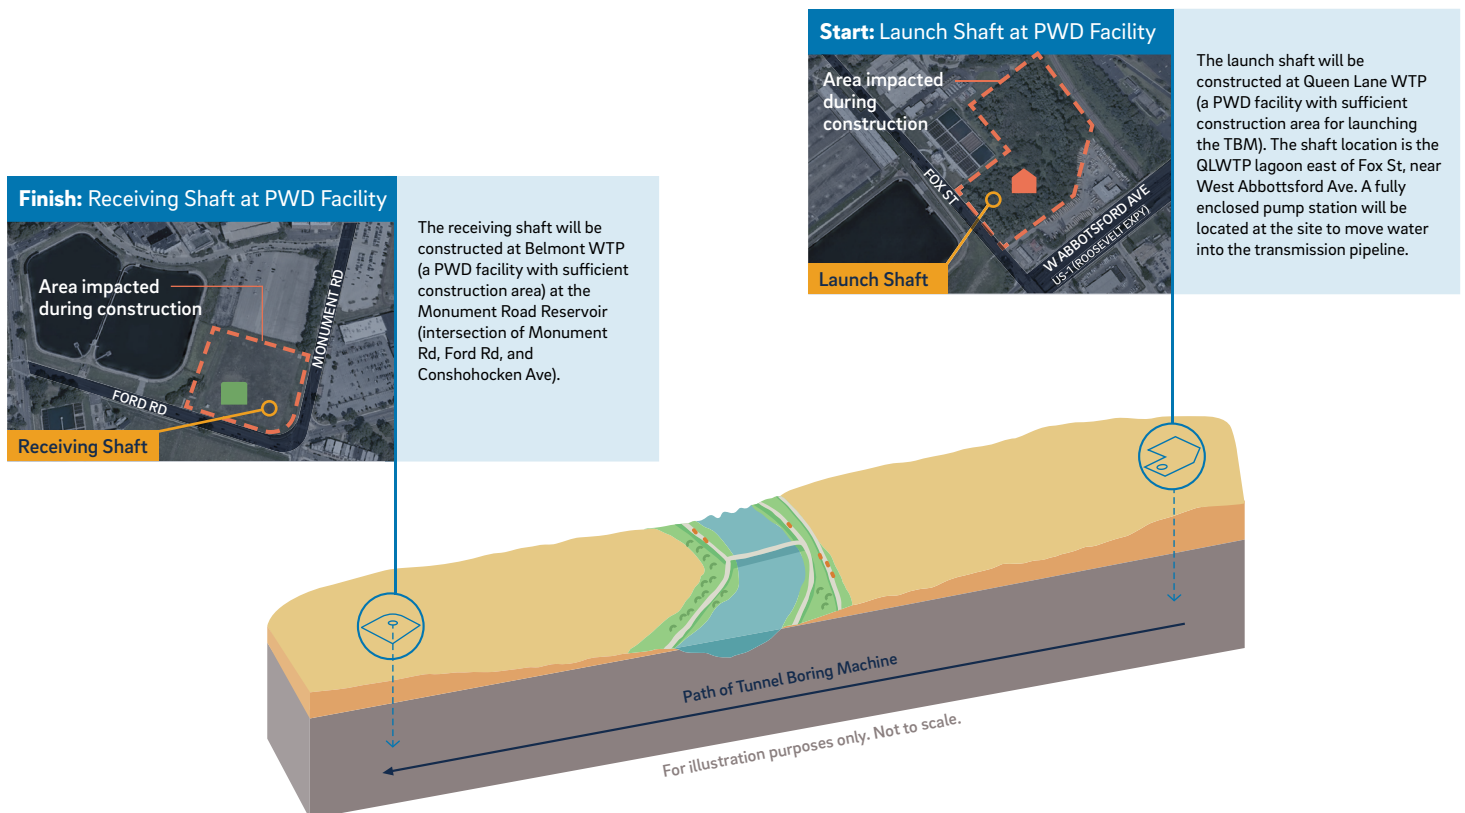 Start: Launch Shaft at PWD Facility
Area impacted
during
construction
FOX ST
W ABBOTSFORD AVE
US-1 (ROOSEVELT EXPY)
Launch Shaft
The launch shaft will be
constructed at Queen Lane WTP
(a PWD facility with sufficient
construction area for launching
the TBM). The shaft location is the
QLWTP lagoon east of Fox St, near
West Abbottsford Ave. A fully
enclosed pump station will be
located at the site to move water
into the transmission pipeline.
Finish: Receiving Shaft at PWD Facility
Area impacted
during construction
MONUMENT RD
FORD RD
Receiving Shaft
The receiving shaft will be
constructed at Belmont WTP
(a PWD facility with sufficient
construction area) at the
Monument Road Reservoir
(intersection of Monument
Rd, Ford Rd, and
Conshohocken Ave).
Path of Tunnel Boring Machine
For illustration purposes only. Not to scale.